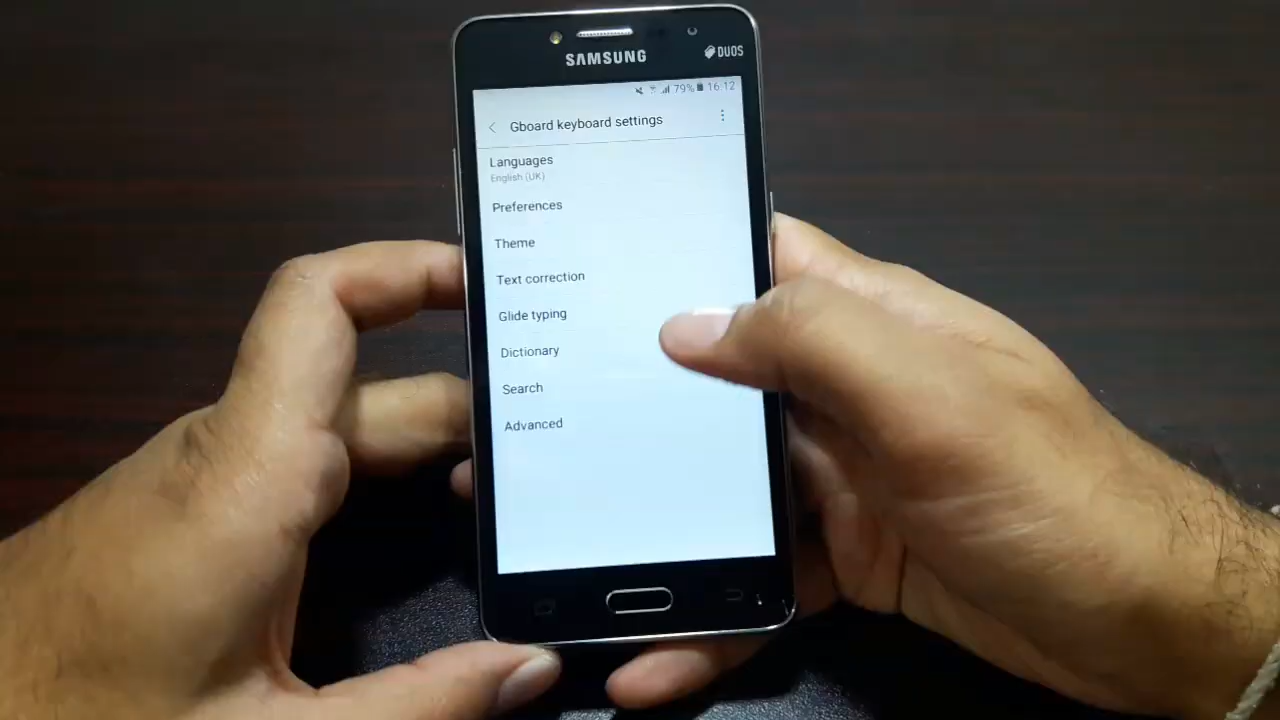 SAMSUNG
DUOS
79% 16:12
Gboard keyboard settings
Languages
English (UK)
Preferences
Theme
Text correction
Glide typing
Dictionary
Search
Advanced